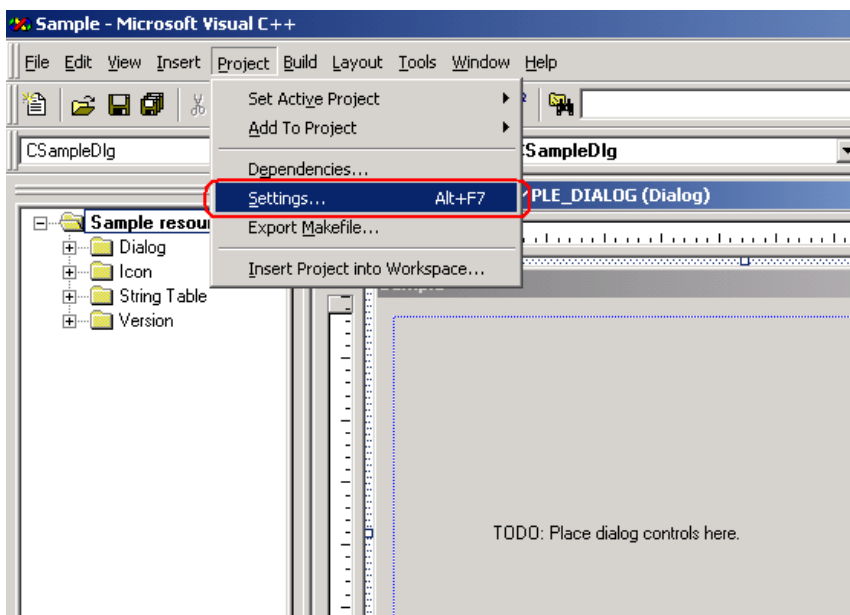 Sample - Microsoft Visual C++
File Edit View Insert Project Build Layout Tools Window Help
Set Active Project
Add To Project
CSampleDlg
Dependencies...
Settings... Alt+F7
Export Makefile...
Insert Project into Workspace...
CSampleDlg
PLE_DIALOG (Dialog)
Sample resou
Dialog
Icon
String Table
Version
TODO: Place dialog controls here.